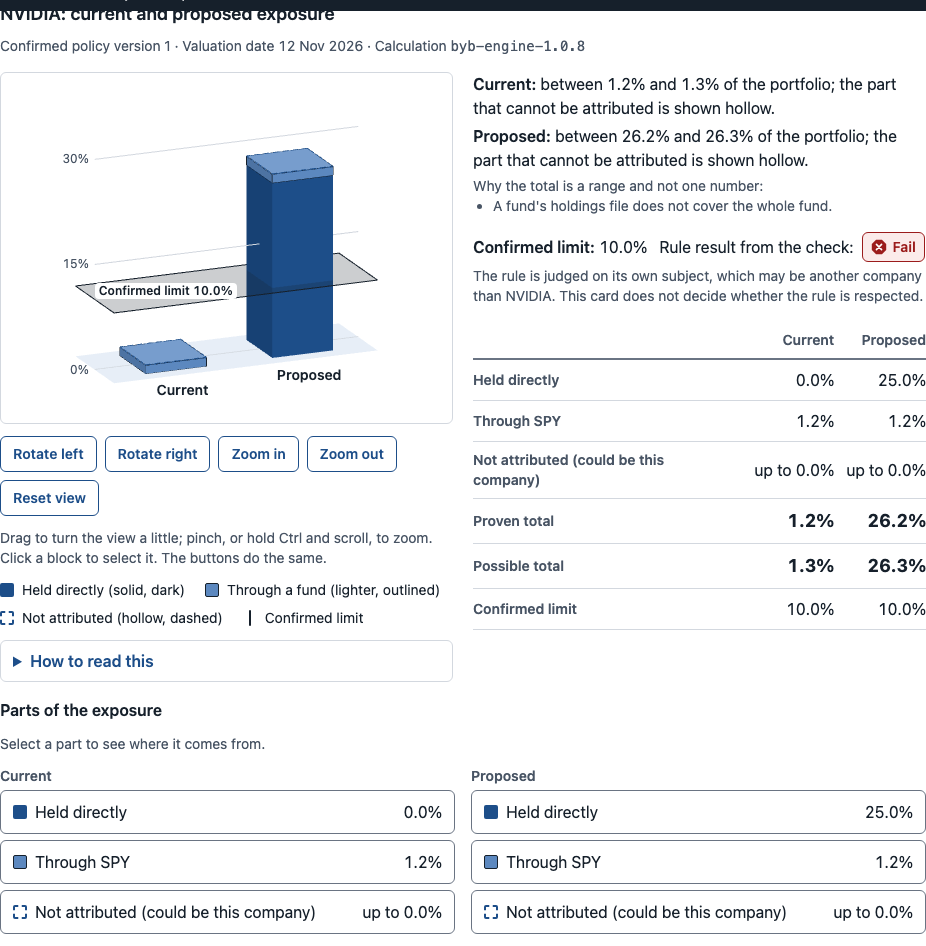 NVIDIA: current and proposed exposure
Confirmed policy version 1 · Valuation date 12 Nov 2026 · Calculation byb-engine-1.0.8
30%
15%
Confirmed limit 10.0%
0%
Current
Proposed
Rotate left
Rotate right
Zoom in
Zoom out
Reset view
Drag to turn the view a little; pinch, or hold Ctrl and scroll, to zoom.
Click a block to select it. The buttons do the same.
Held directly (solid, dark)
Through a fund (lighter, outlined)
Not attributed (hollow, dashed)
Confirmed limit
How to read this
Current: between 1.2% and 1.3% of the portfolio; the part
that cannot be attributed is shown hollow.
Proposed: between 26.2% and 26.3% of the portfolio; the
part that cannot be attributed is shown hollow.
Why the total is a range and not one number:
• A fund's holdings file does not cover the whole fund.
Confirmed limit: 10.0% Rule result from the check: Fail
The rule is judged on its own subject, which may be another company
than NVIDIA. This card does not decide whether the rule is respected.
Current Proposed
Held directly 0.0% 25.0%
Through SPY 1.2% 1.2%
Not attributed (could be this
company) up to 0.0% up to 0.0%
Proven total 1.2% 26.2%
Possible total 1.3% 26.3%
Confirmed limit 10.0% 10.0%
Parts of the exposure
Select a part to see where it comes from.
Current
Held directly 0.0%
Through SPY 1.2%
Not attributed (could be this company) up to 0.0%
Proposed
Held directly 25.0%
Through SPY 1.2%
Not attributed (could be this company) up to 0.0%